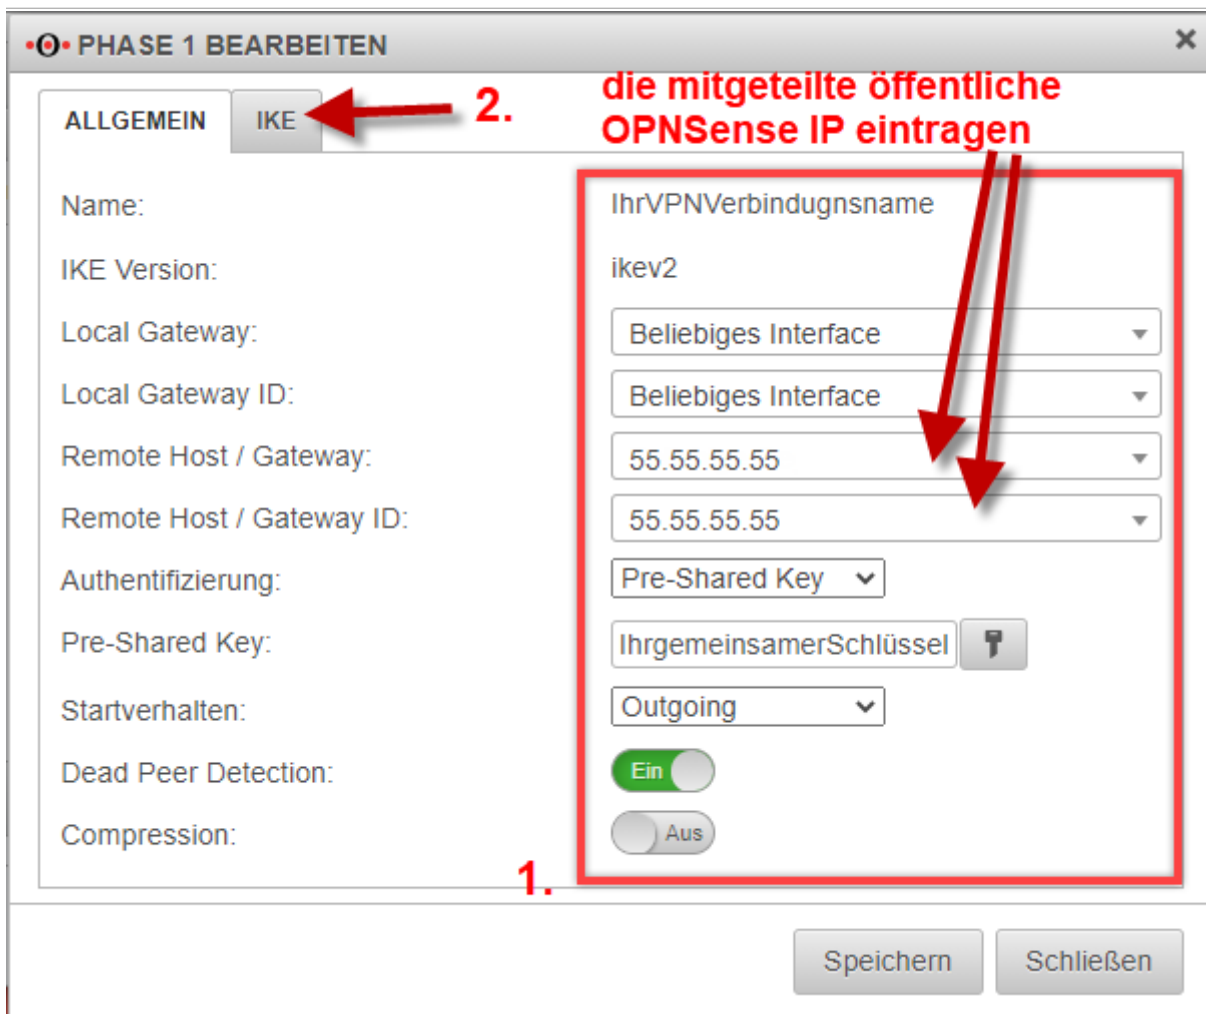 PHASE 1 BEARBEITEN
die mitgeteilte öffentliche
OPNSense IP eintragen
ALLGEMEIN IKE 2.
Name: IhrVPNVerbindugnsname
IKE Version: ikev2
Local Gateway: Beliebiges Interface
Local Gateway ID: Beliebiges Interface
Remote Host / Gateway: 55.55.55.55
Remote Host / Gateway ID: 55.55.55.55
Authentifizierung: Pre-Shared Key
Pre-Shared Key: IhrgemeinsamerSchlüssel
Startverhalten: Outgoing
Dead Peer Detection: Ein
Compression: Aus
1.
Speichern Schließen